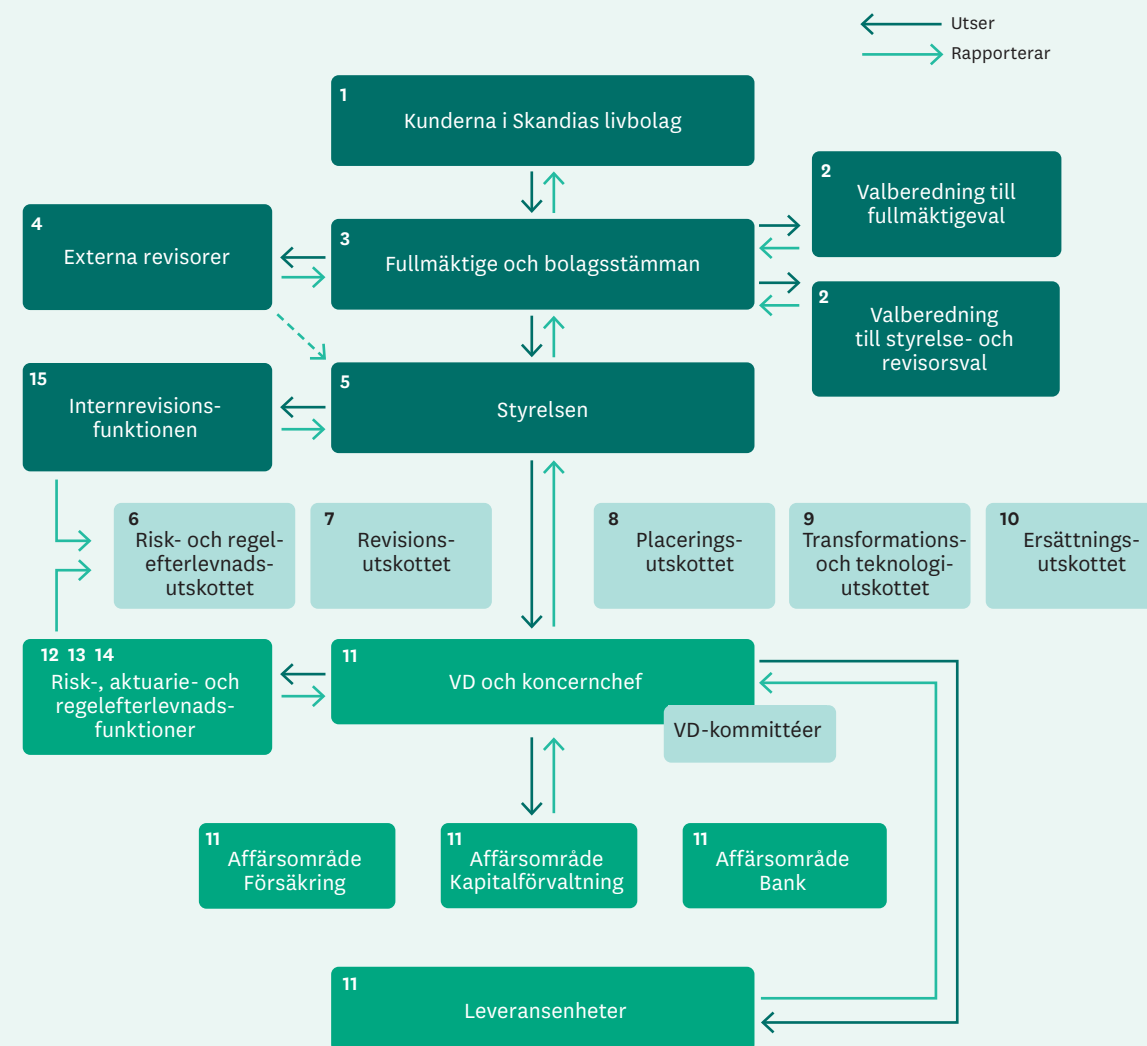 Utser
Rapporterar
1
Kunderna i Skandias livbolag
2
Valberedning till
fullmäktigeval
4
Externa revisorer
3
Fullmäktige och bolagsstämman
2
Valberedning
till styrelse- och
revisorsval
15
Internrevisions-
funktionen
5
Styrelsen
6
Risk- och regel-
efterlevnads-
utskottet
7
Revisions-
utskottet
8
Placerings-
utskottet
9
Transformations-
och teknologi-
utskottet
10
Ersättnings-
utskottet
12 13 14
Risk-, aktuarie- och
regelefterlevnads-
funktioner
11
VD och koncernchef
VD-kommittéer
11
Affärsområde
Försäkring
11
Affärsområde
Kapitalförvaltning
11
Affärsområde
Bank
11
Leveransenheter